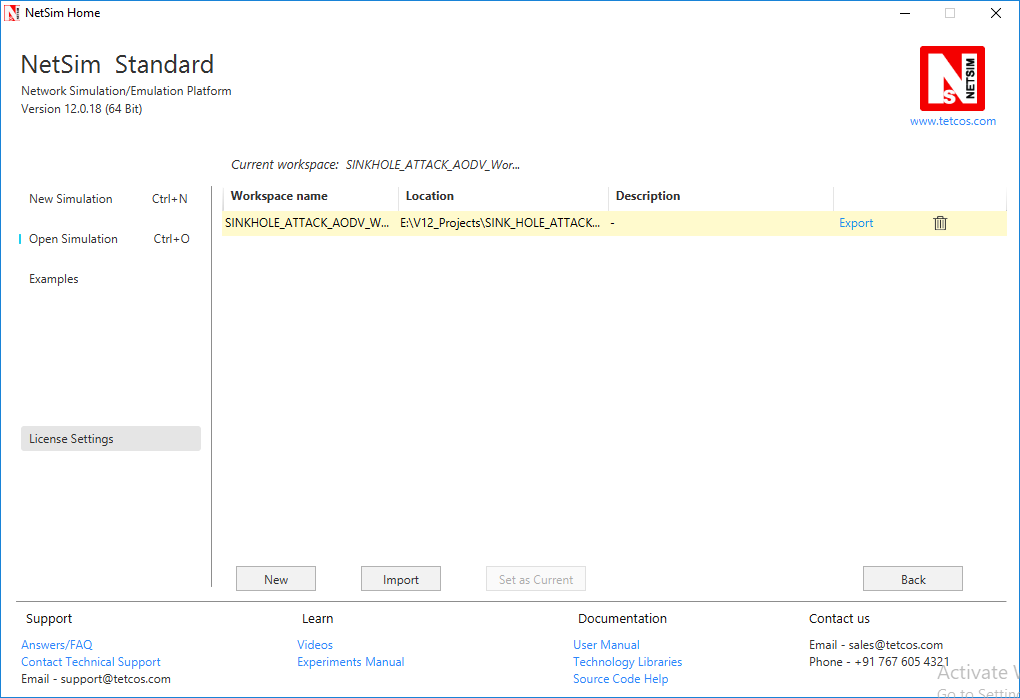 NetSim Home
NetSim Standard
Network Simulation/Emulation Platform
Version 12.0.18 (64 Bit)
NETSIM
www.tetcos.com
Current workspace: SINKHOLE_ATTACK_AODV_Wor...
New Simulation Ctrl+N
Open Simulation Ctrl+O
Examples
License Settings
Workspace name Location Description
SINKHOLE_ATTACK_AODV_W... E:\V12_Projects\SINK_HOLE_ATTACK... - Export
New Import Set as Current Back
Support
Answers/FAQ
Contact Technical Support
Email - support@tetcos.com
Learn
Videos
Experiments Manual
Documentation
User Manual
Technology Libraries
Source Code Help
Contact us
Email - sales@tetcos.com
Phone - +91 767 605 4321
Activate
Go to